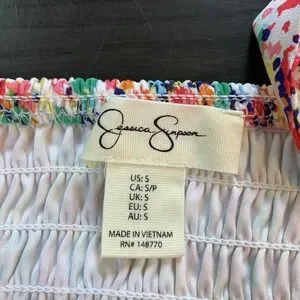 Jessica Simpson
US: S
CA: S/P
UK: S
EU: S
AU: S
MADE IN VIETNAM
RN# 148770